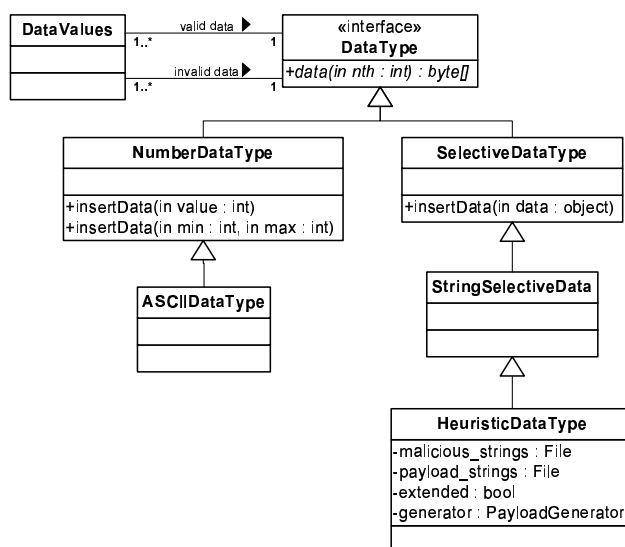 DataValues
valid data
1..*
1
invalid data
1..*
1
«interface»
DataType
+data(in nth : int) : byte[]
NumberDataType
+insertData(in value : int)
+insertData(in min : int, in max : int)
SelectiveDataType
+insertData(in data : object)
ASCIIDataType
StringSelectiveData
HeuristicDataType
-malicious_strings : File
-payload_strings : File
-extended : bool
-generator : PayloadGenerator